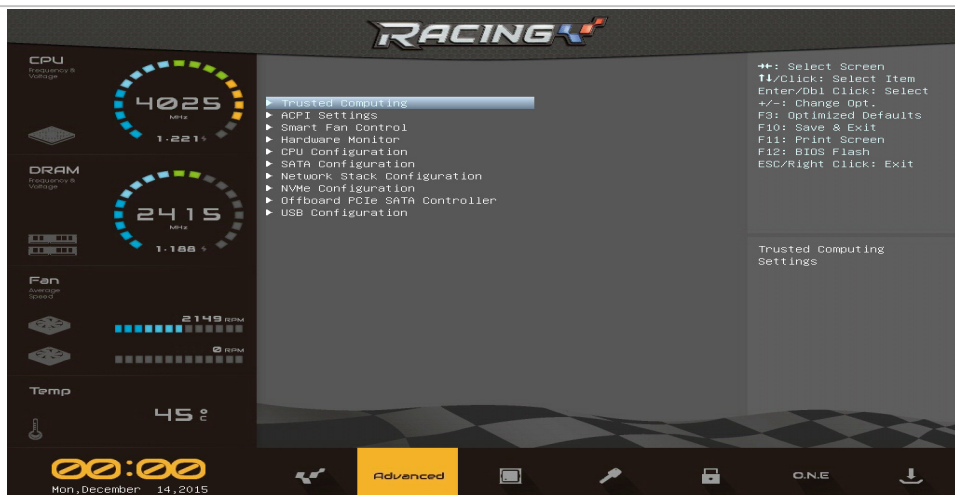 RACING
CPU
Frequency &
Voltage
4025
MHz
1.221
DRAM
Frequency &
Voltage
2415
MHz
1.188
Fan
Average
Speed
2149 RPM
0 RPM
Temp
45 °C
00:00
Mon,December 14,2015
Trusted Computing
ACPI Settings
Smart Fan Control
Hardware Monitor
CPU Configuration
SATA Configuration
Network Stack Configuration
NVMe Configuration
Offboard PCIe SATA Controller
USB Configuration
→←: Select Screen
↑↓/Click: Select Item
Enter/Dbl Click: Select
+/-: Change Opt.
F3: Optimized Defaults
F10: Save & Exit
F11: Print Screen
F12: BIOS Flash
ESC/Right Click: Exit
Trusted Computing
Settings
Advanced
O.N.E